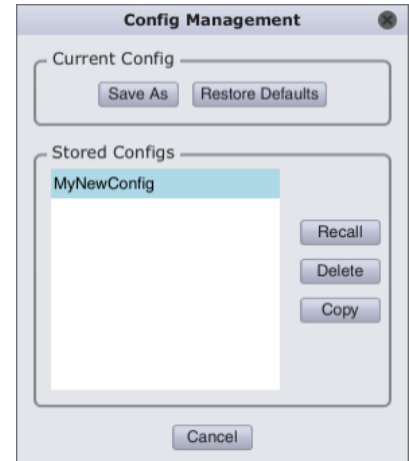 Config Management
Current Config
Save As Restore Defaults
Stored Configs
MyNewConfig
Recall
Delete
Copy
Cancel